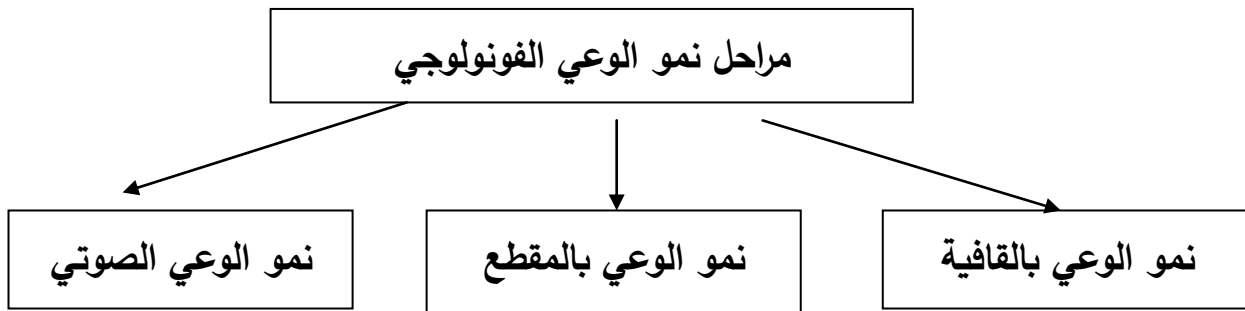 مراحل نمو الوعي الفونولوجي
نمو الوعي بالقافية
نمو الوعي بالمقطع
نمو الوعي الصوتي